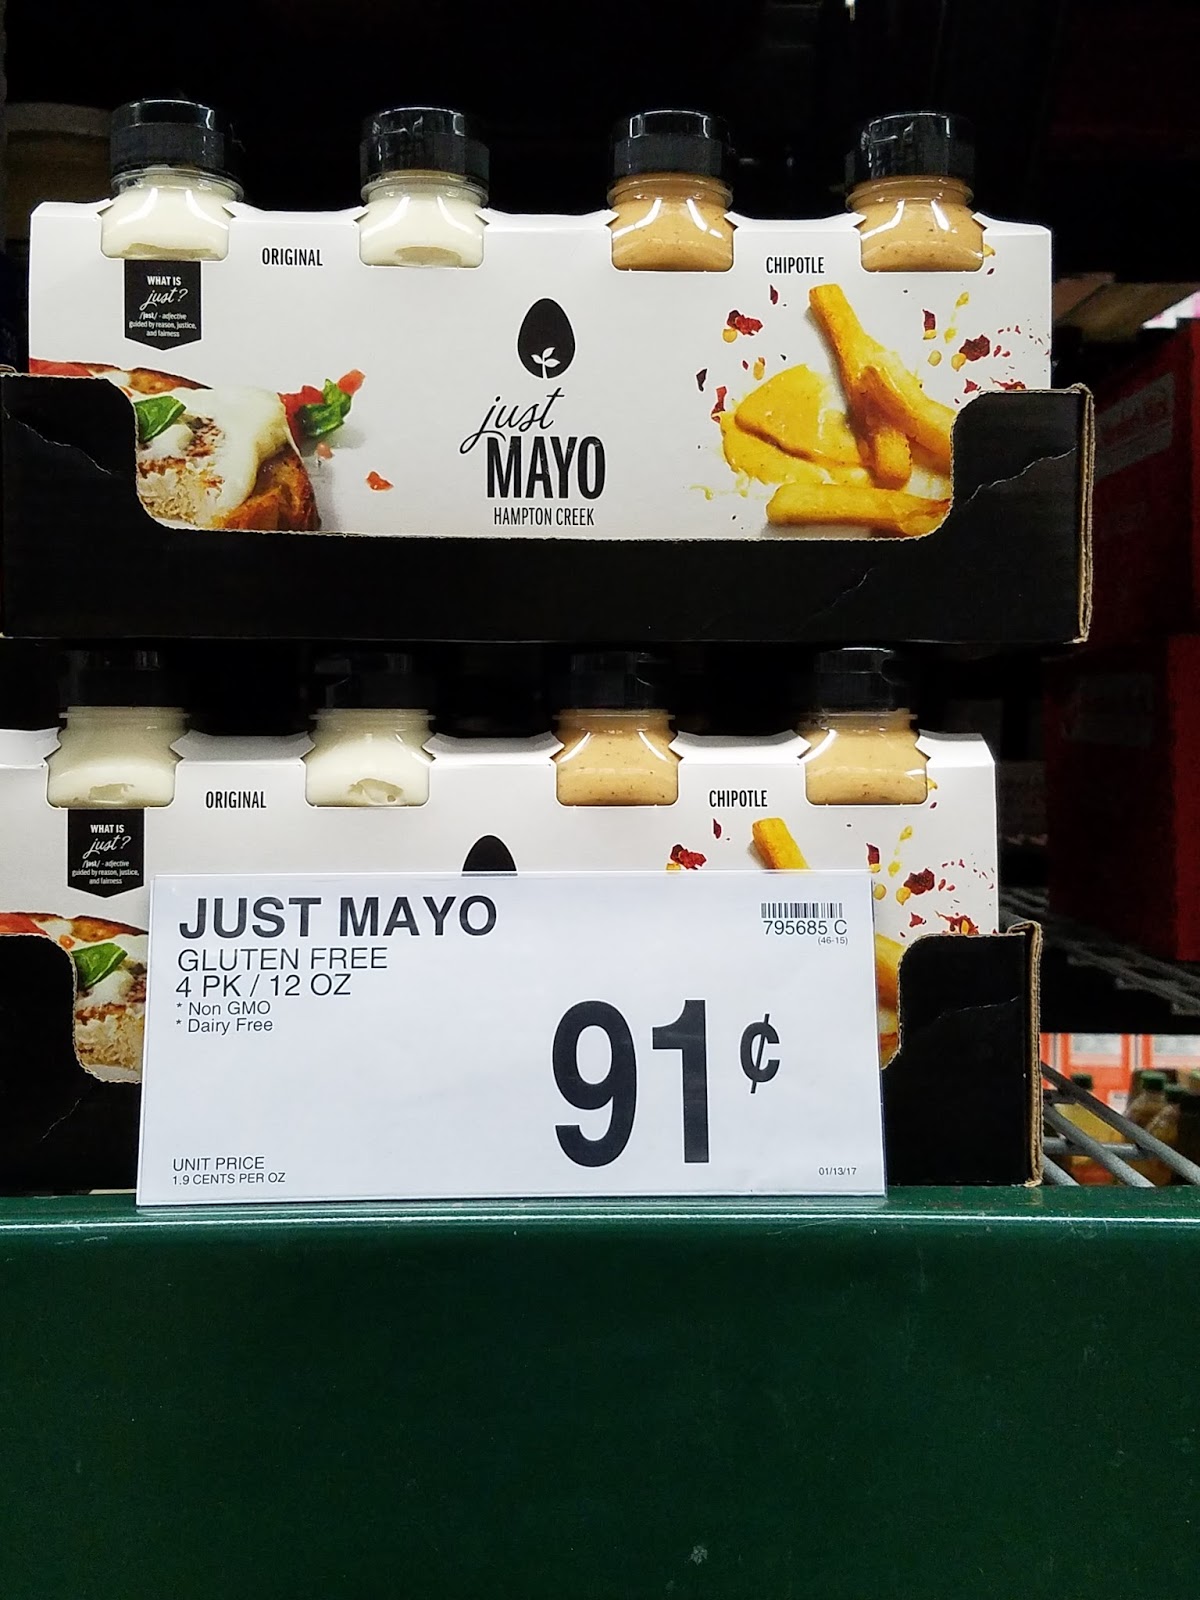 ORIGINAL
CHIPOTLE
WHAT IS
just?
/jəst/ - adjective
guided by reason, justice,
and fairness
just
MAYO
HAMPTON CREEK
ORIGINAL
CHIPOTLE
WHAT IS
just?
/jəst/ - adjective
guided by reason, justice,
and fairness
JUST MAYO
GLUTEN FREE
4 PK / 12 OZ
* Non GMO
* Dairy Free
795685 C
(46-15)
91¢
UNIT PRICE
1.9 CENTS PER OZ
01/13/17